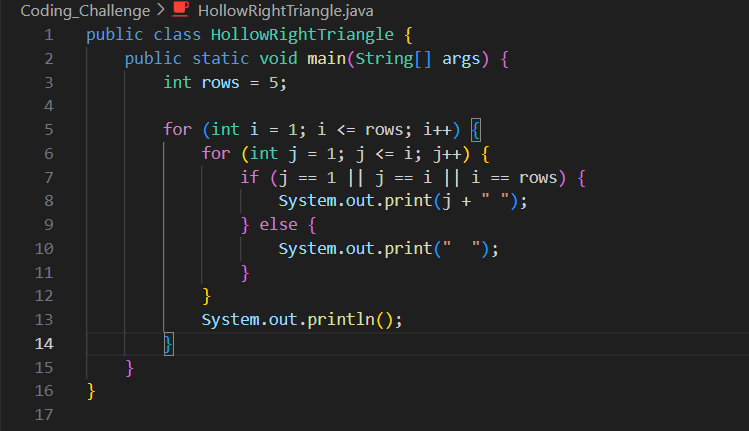 Coding_Challenge > HollowRightTriangle.java
1 public class HollowRightTriangle {
2     public static void main(String[] args) {
3         int rows = 5;
4
5         for (int i = 1; i <= rows; i++) {
6             for (int j = 1; j <= i; j++) {
7                 if (j == 1 || j == i || i == rows) {
8                     System.out.print(j + " ");
9                 } else {
10                     System.out.print("  ");
11                 }
12             }
13             System.out.println();
14         }
15     }
16 }
17